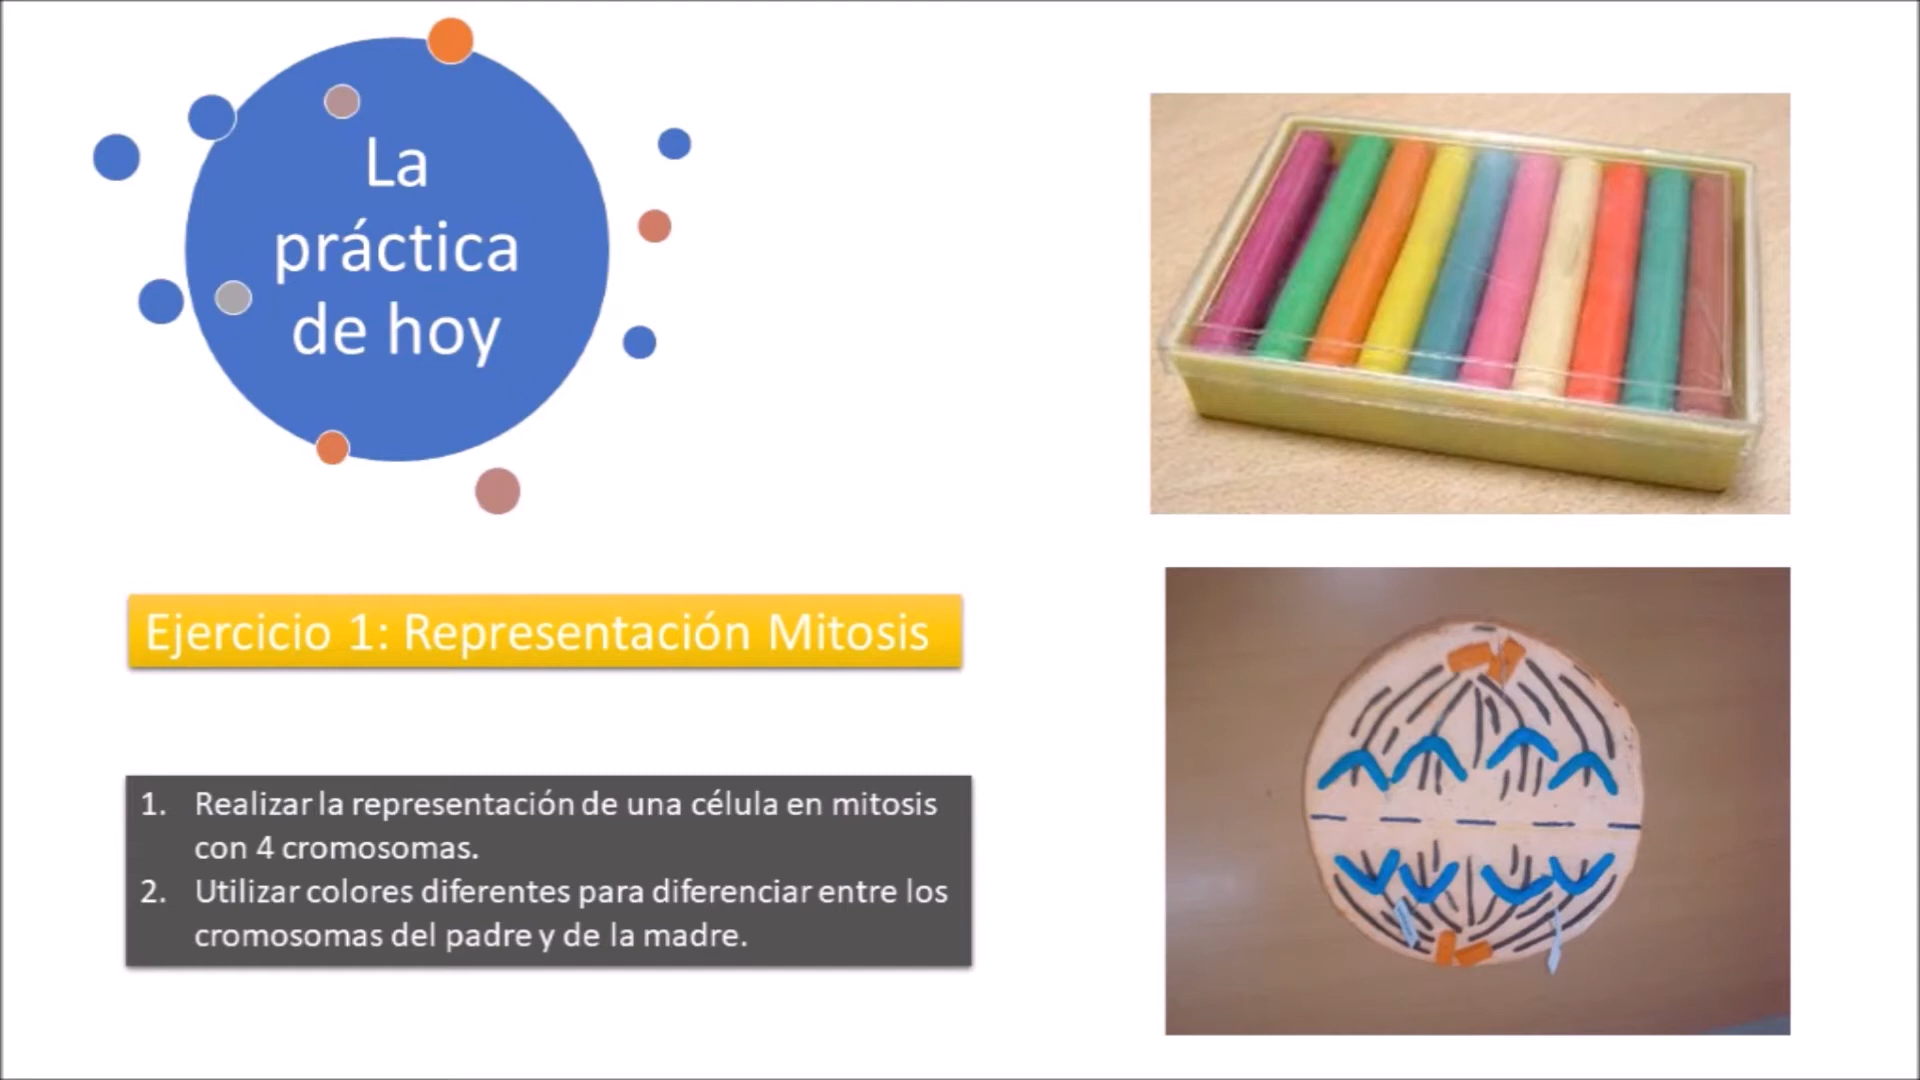 La
práctica
de hoy
Ejercicio 1: Representación Mitosis
1. Realizar la representación de una célula en mitosis
con 4 cromosomas.
2. Utilizar colores diferentes para diferenciar entre los
cromosomas del padre y de la madre.